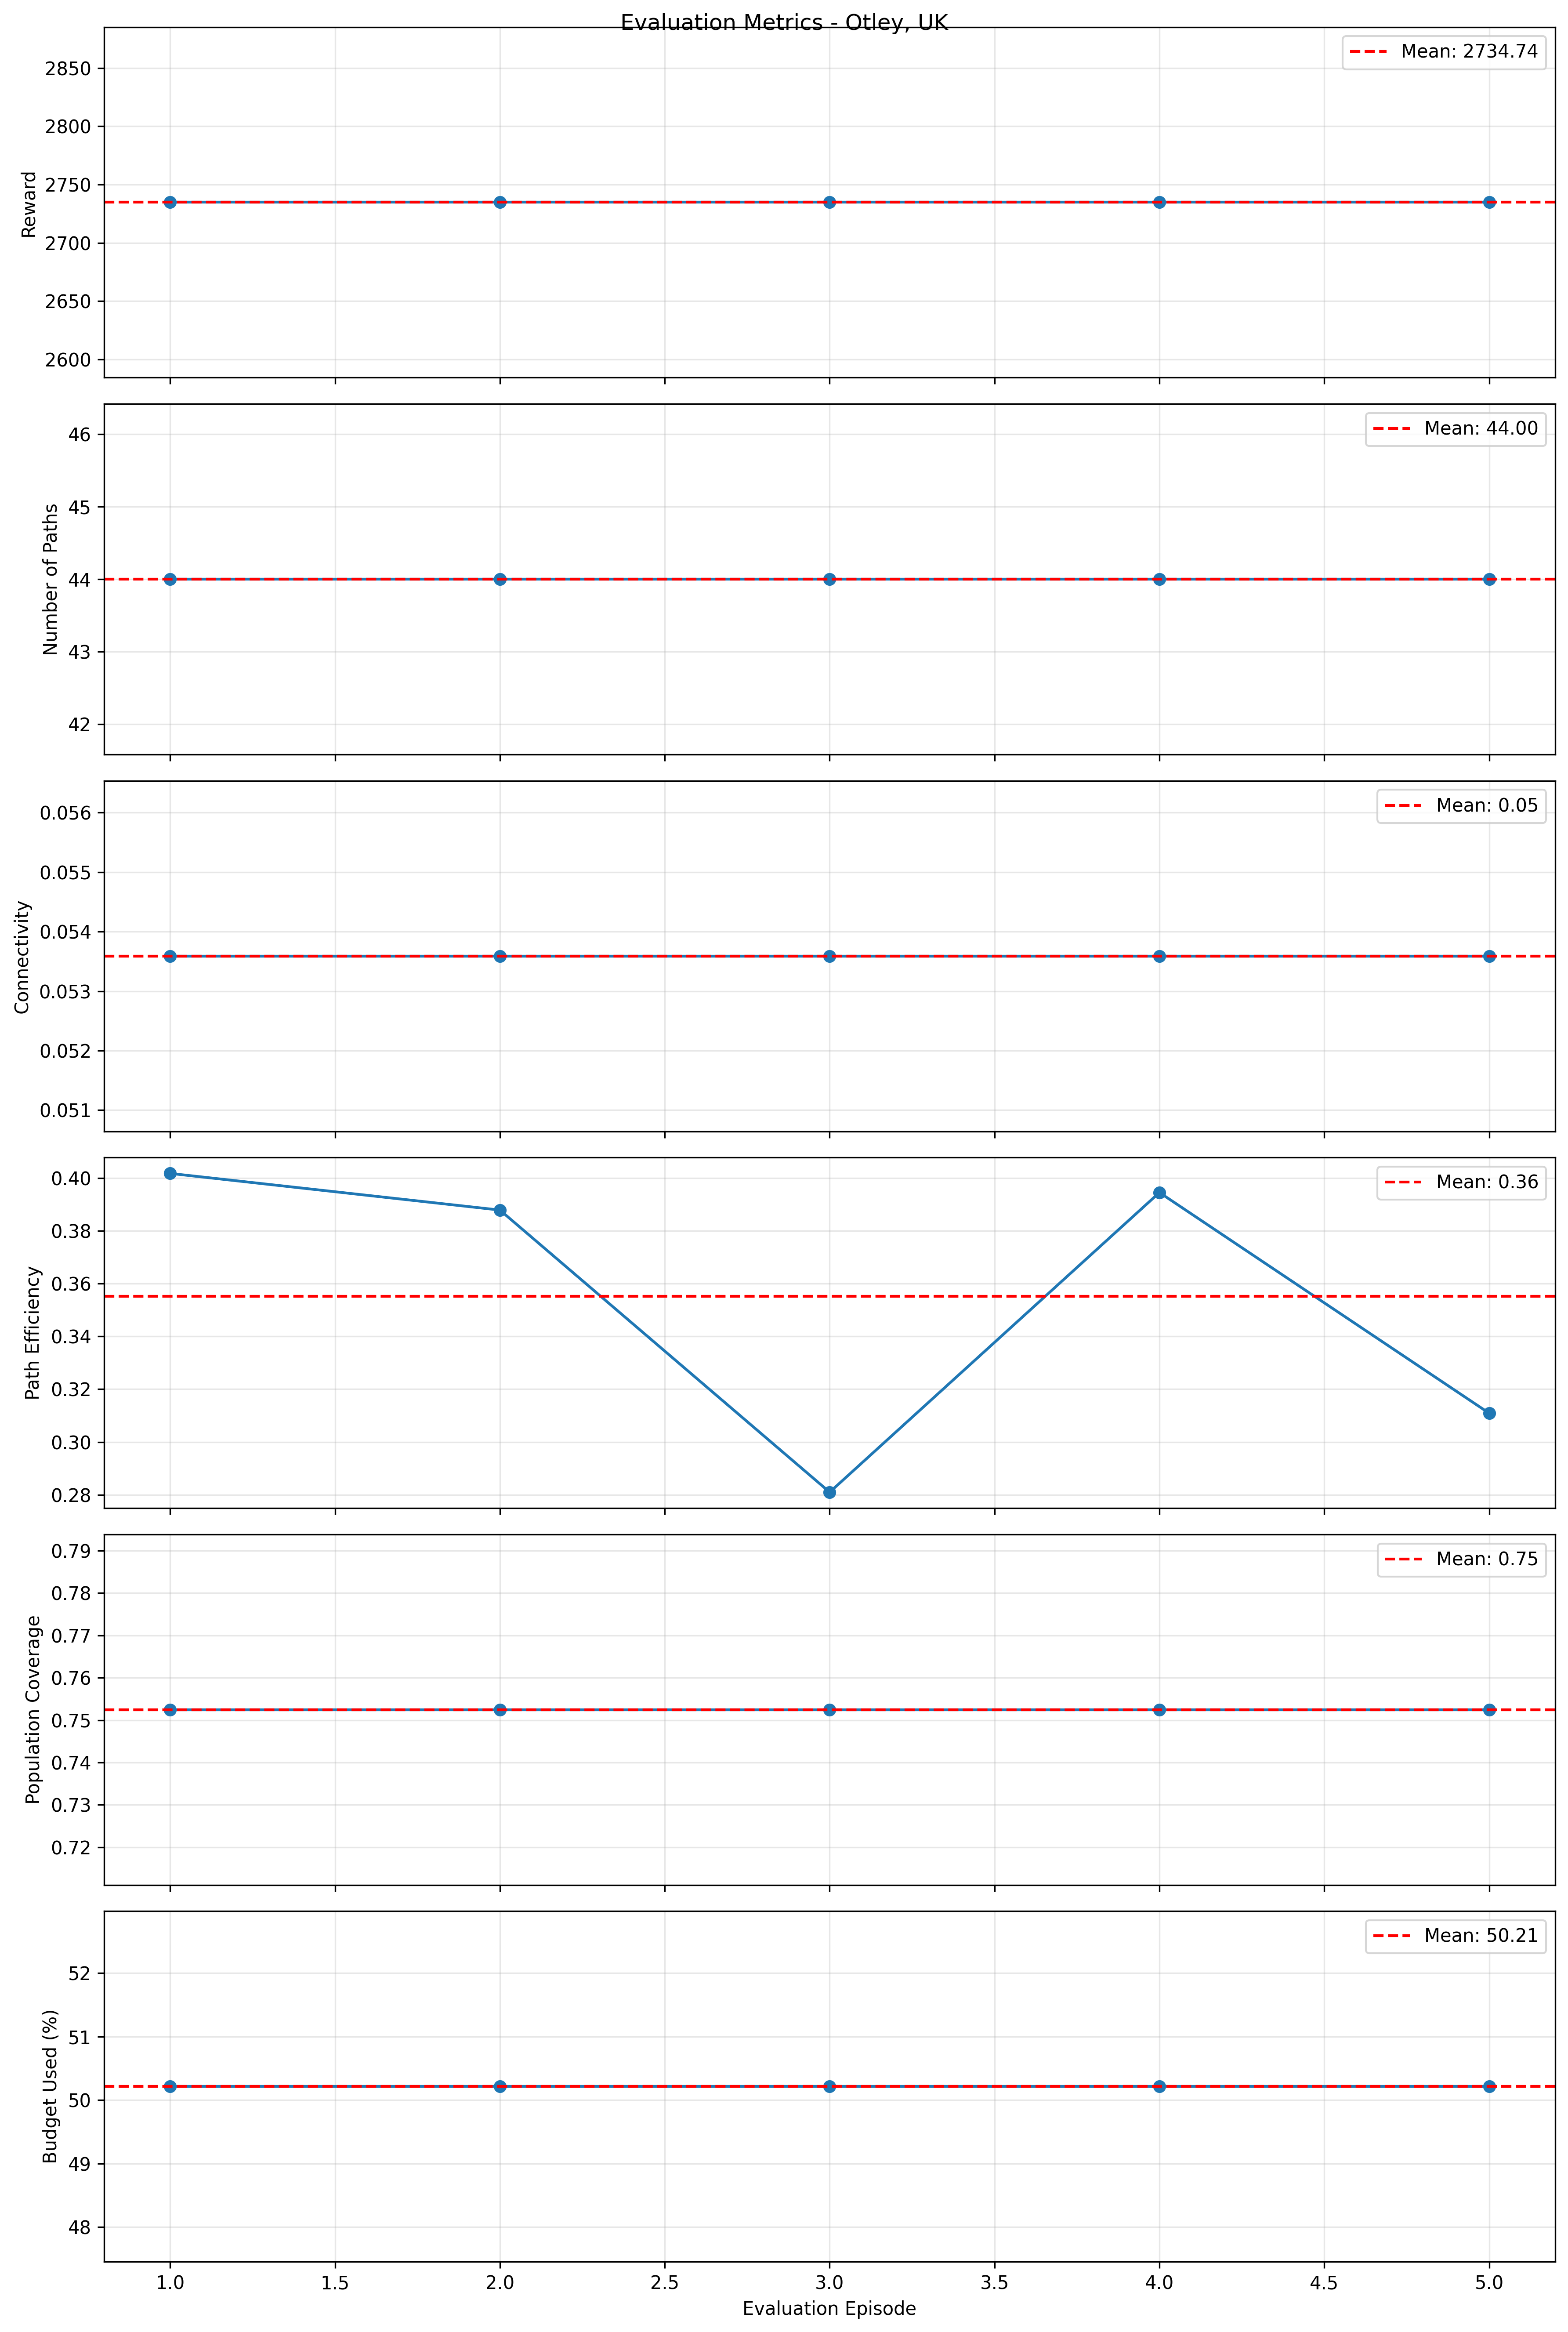 Evaluation Metrics - Otley, UK
Mean: 2734.74
2850
2800
2750
2700
2650
2600
Reward
Mean: 44.00
46
45
44
43
42
Number of Paths
Mean: 0.05
0.056
0.055
0.054
0.053
0.052
0.051
Connectivity
Mean: 0.36
0.40
0.38
0.36
0.34
0.32
0.30
0.28
Path Efficiency
Mean: 0.75
0.79
0.78
0.77
0.76
0.75
0.74
0.73
0.72
Population Coverage
Mean: 50.21
52
51
50
49
48
Budget Used (%)
1.0 1.5 2.0 2.5 3.0 3.5 4.0 4.5 5.0
Evaluation Episode